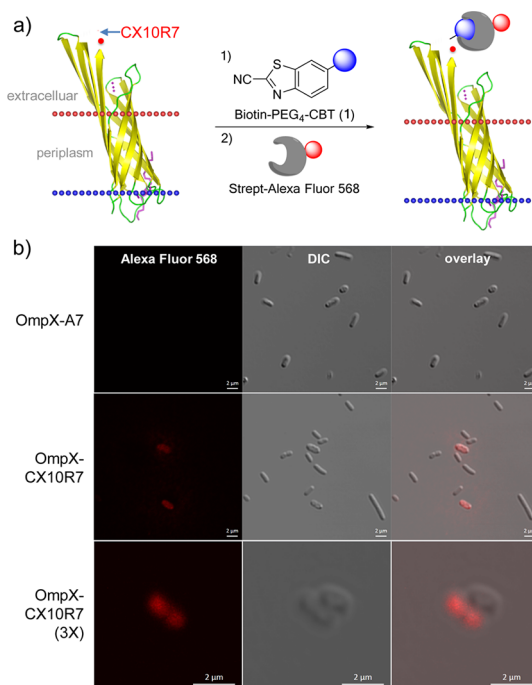 a)
CX10R7
extracelluar
periplasm
1)
S
NC
N
Biotin-PEG4-CBT (1)
2)
Strept-Alexa Fluor 568
b)
Alexa Fluor 568
DIC
overlay
OmpX-A7
2 μm
2 μm
2 μm
OmpX-
CX10R7
2 μm
2 μm
2 μm
OmpX-
CX10R7
(3X)
2 μm
2 μm
2 μm